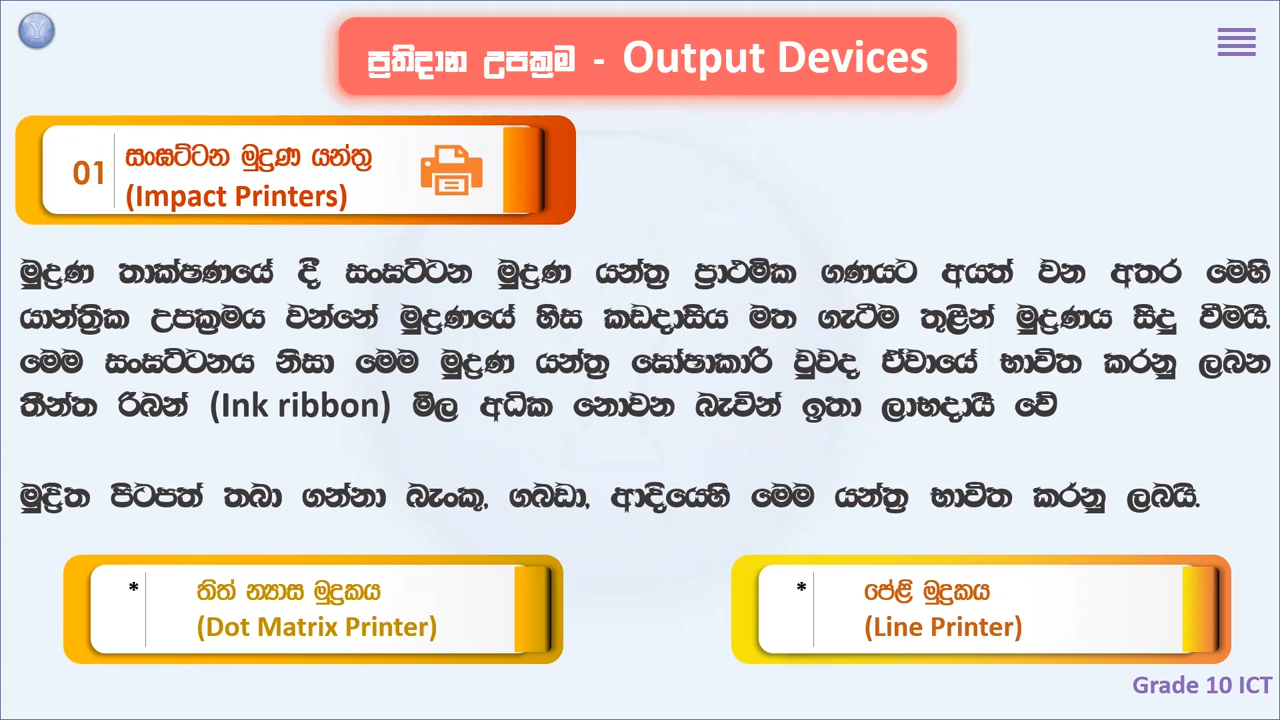 ප්‍රතිදාන උපක්‍රම - Output Devices
01
සංඝට්ටන මුද්‍රණ යන්ත්‍ර
(Impact Printers)
මුද්‍රණ තාක්ෂණයේ දී, සංඝට්ටන මුද්‍රණ යන්ත්‍ර ප්‍රාථමික ගණයට අයත් වන අතර මෙහි
යාන්ත්‍රික උපක්‍රමය වන්නේ මුද්‍රණයේ හිස කඩදාසිය මත ගැටීම තුළින් මුද්‍රණය සිදු වීමයි.
මෙම සංඝට්ටනය නිසා මෙම මුද්‍රණ යන්ත්‍ර ඝෝෂාකාරී වුවද, ඒවායේ භාවිත කරනු ලබන
තීන්ත රිබන් (Ink ribbon) මිල අධික නොවන බැවින් ඉතා ලාභදායී වේ
මුද්‍රිත පිටපත් තබා ගන්නා බැංකු, ගබඩා, ආදියෙහි මෙම යන්ත්‍ර භාවිත කරනු ලබයි.
*
තිත් න්‍යාස මුද්‍රකය
(Dot Matrix Printer)
*
පේළි මුද්‍රකය
(Line Printer)
Grade 10 ICT